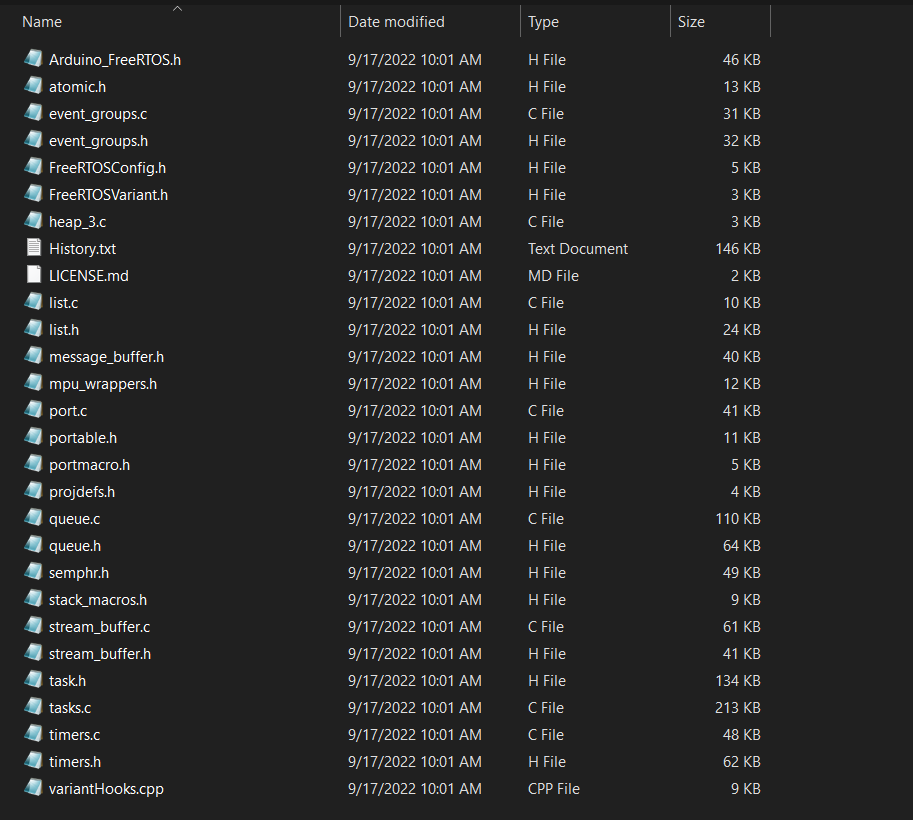 Name Date modified Type Size
Arduino_FreeRTOS.h 9/17/2022 10:01 AM H File 46 KB
atomic.h 9/17/2022 10:01 AM H File 13 KB
event_groups.c 9/17/2022 10:01 AM C File 31 KB
event_groups.h 9/17/2022 10:01 AM H File 32 KB
FreeRTOSConfig.h 9/17/2022 10:01 AM H File 5 KB
FreeRTOSVariant.h 9/17/2022 10:01 AM H File 3 KB
heap_3.c 9/17/2022 10:01 AM C File 3 KB
History.txt 9/17/2022 10:01 AM Text Document 146 KB
LICENSE.md 9/17/2022 10:01 AM MD File 2 KB
list.c 9/17/2022 10:01 AM C File 10 KB
list.h 9/17/2022 10:01 AM H File 24 KB
message_buffer.h 9/17/2022 10:01 AM H File 40 KB
mpu_wrappers.h 9/17/2022 10:01 AM H File 12 KB
port.c 9/17/2022 10:01 AM C File 41 KB
portable.h 9/17/2022 10:01 AM H File 11 KB
portmacro.h 9/17/2022 10:01 AM H File 5 KB
projdefs.h 9/17/2022 10:01 AM H File 4 KB
queue.c 9/17/2022 10:01 AM C File 110 KB
queue.h 9/17/2022 10:01 AM H File 64 KB
semphr.h 9/17/2022 10:01 AM H File 49 KB
stack_macros.h 9/17/2022 10:01 AM H File 9 KB
stream_buffer.c 9/17/2022 10:01 AM C File 61 KB
stream_buffer.h 9/17/2022 10:01 AM H File 41 KB
task.h 9/17/2022 10:01 AM H File 134 KB
tasks.c 9/17/2022 10:01 AM C File 213 KB
timers.c 9/17/2022 10:01 AM C File 48 KB
timers.h 9/17/2022 10:01 AM H File 62 KB
variantHooks.cpp 9/17/2022 10:01 AM CPP File 9 KB